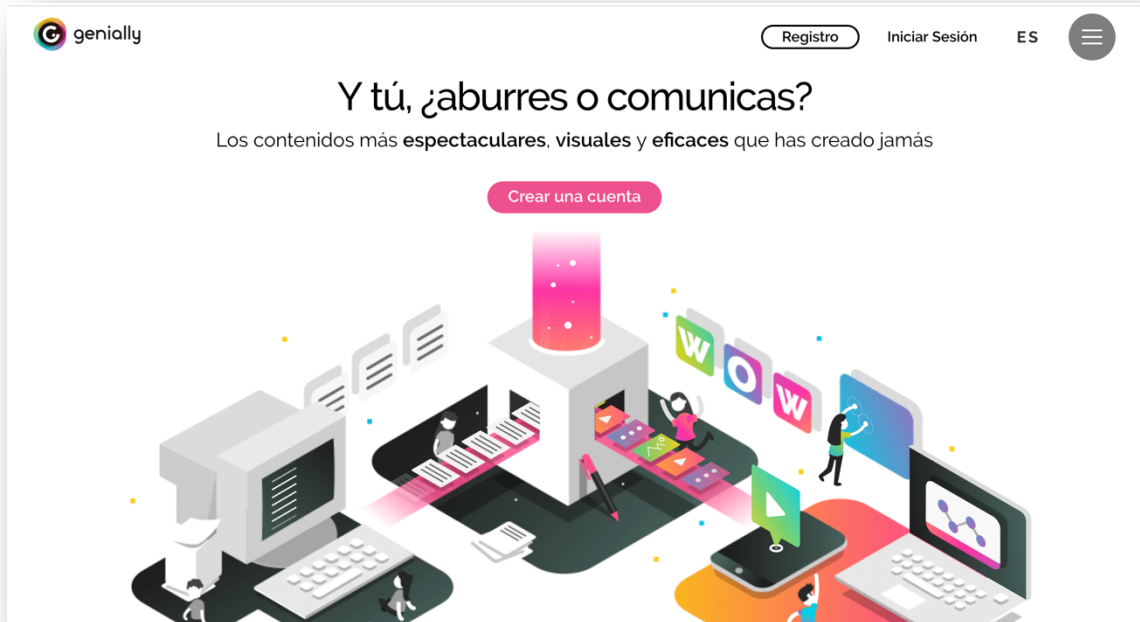 genially
Registro
Iniciar Sesión
ES
Y tú, ¿aburres o comunicas?
Los contenidos más espectaculares, visuales y eficaces que has creado jamás
Crear una cuenta
WOW